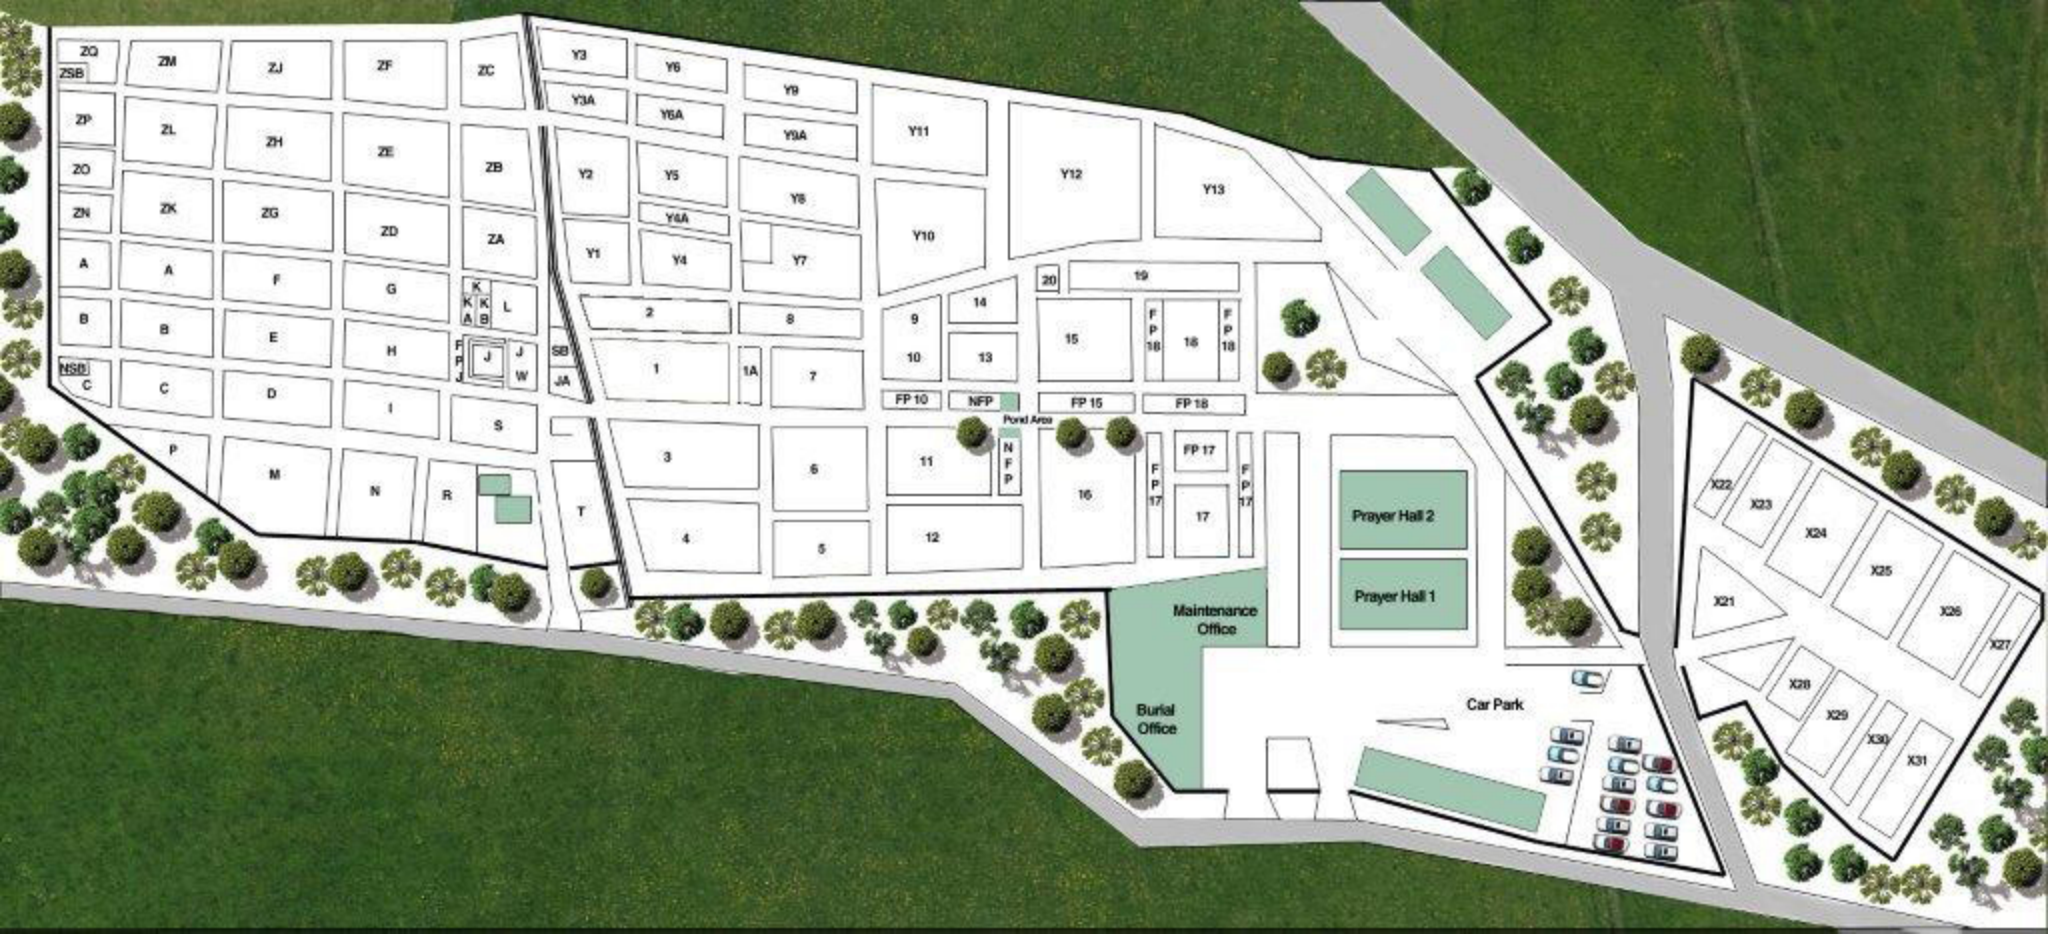 ZQ
ZSB
ZM
ZJ
ZF
ZC
ZP
ZL
ZH
ZE
ZB
ZO
ZN
ZK
ZG
ZD
ZA
A
A
F
G
K
K
A
K
B
L
B
B
E
H
F
P
J
J
J
W
SB
JA
NSB
C
C
D
I
S
P
M
N
R
T
Y3
Y6
Y9
Y3A
Y6A
Y9A
Y11
Y12
Y13
Y2
Y5
Y8
Y4A
Y10
Y1
Y4
Y7
2
8
9
10
14
13
20
19
15
F
P
18
18
F
P
18
1
1A
7
FP 10
NFP
FP 15
FP 18
Pond Area
3
6
11
N
F
P
16
F
P
17
FP 17
17
F
P
17
4
5
12
Prayer Hall 2
Prayer Hall 1
Maintenance
Office
Burial
Office
Car Park
X22
X23
X24
X25
X26
X27
X21
X28
X29
X30
X31